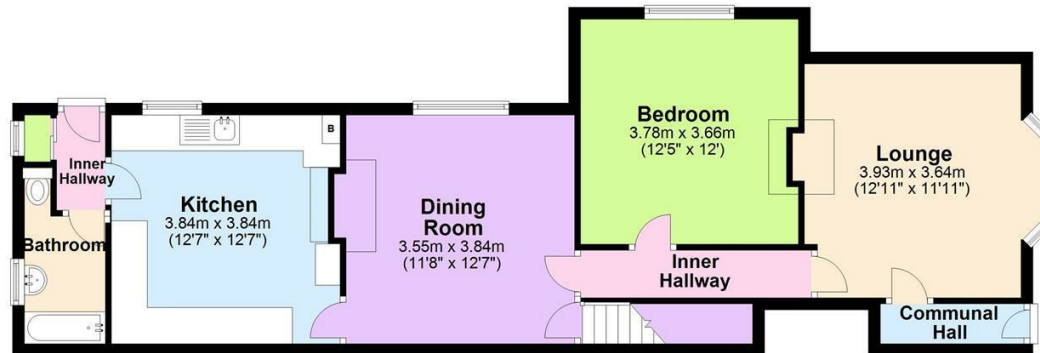 Bedroom
3.78m x 3.66m
(12'5" x 12')
Lounge
3.93m x 3.64m
(12'11" x 11'11")
B
Inner
Hallway
Kitchen
3.84m x 3.84m
(12'7" x 12'7")
Dining
Room
3.55m x 3.84m
(11'8" x 12'7")
Bathroom
Inner
Hallway
Communal
Hall